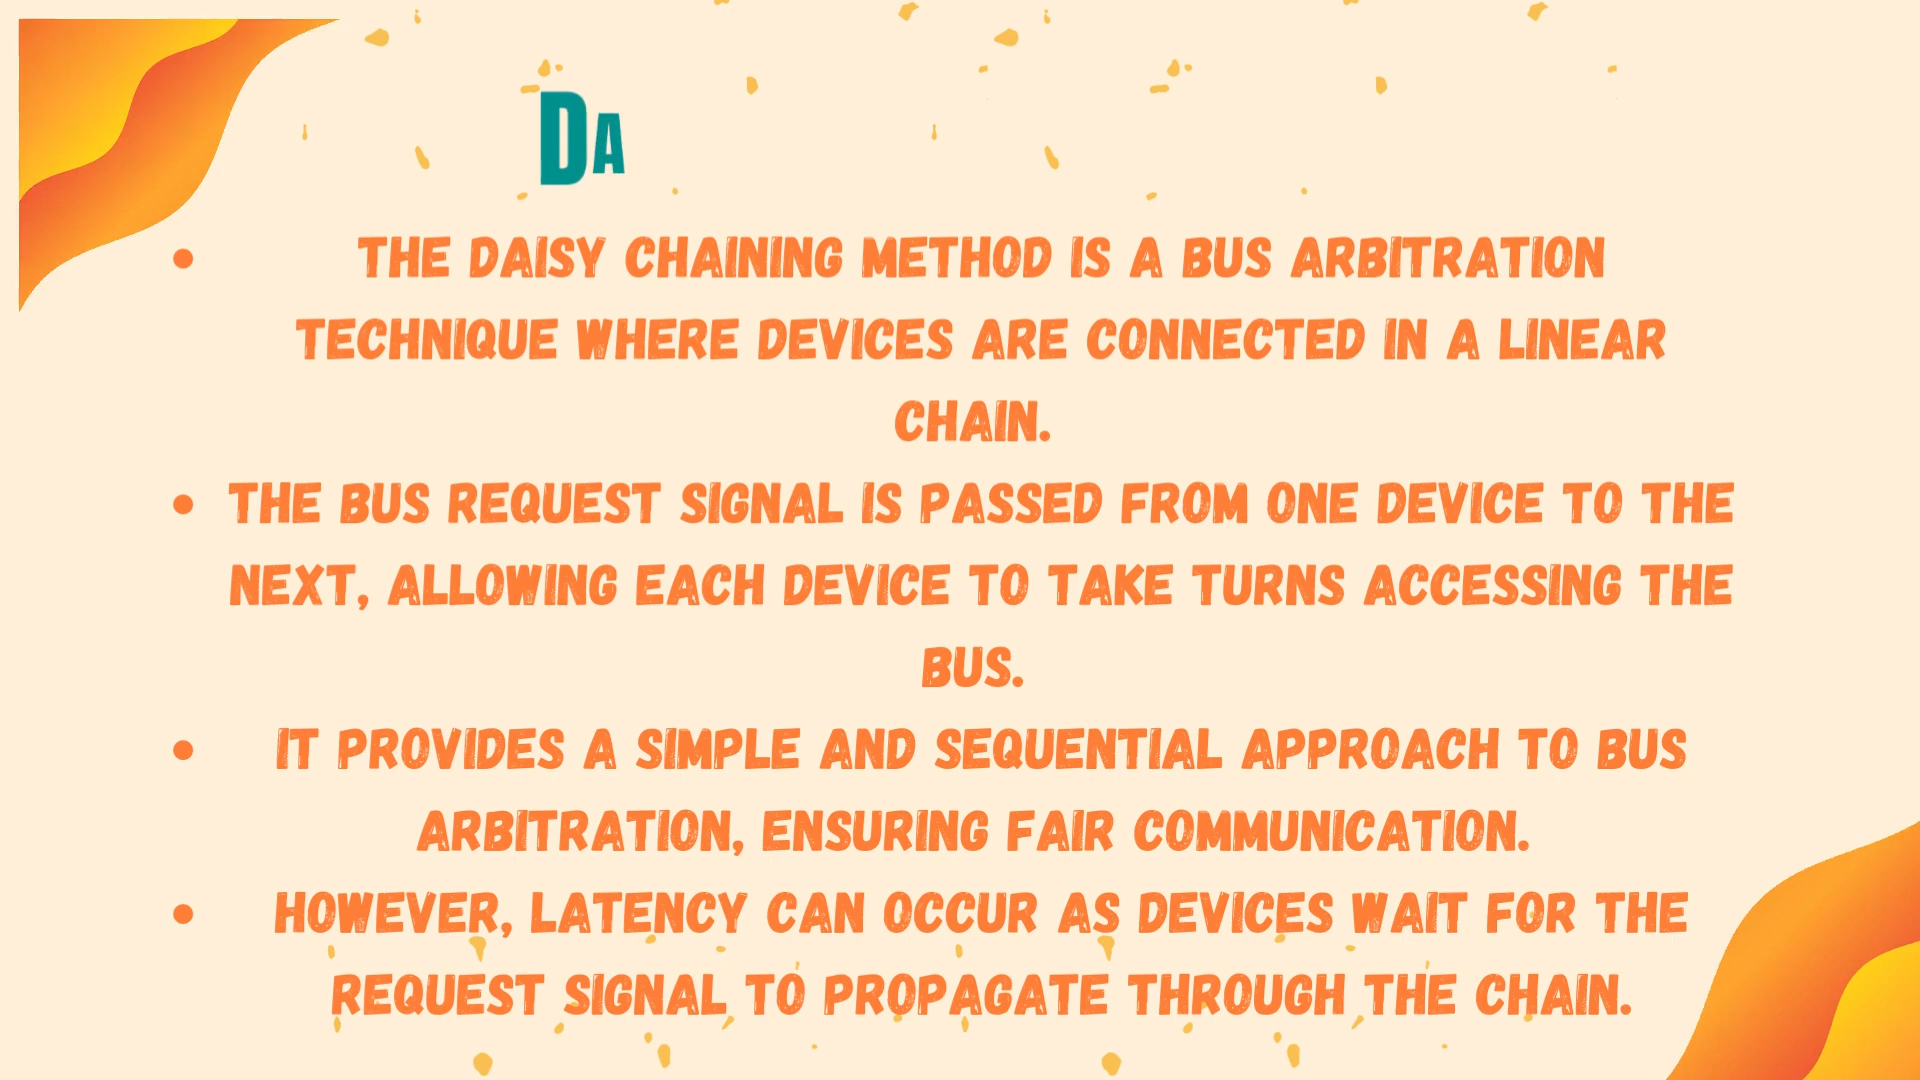 DA
• THE DAISY CHAINING METHOD IS A BUS ARBITRATION
TECHNIQUE WHERE DEVICES ARE CONNECTED IN A LINEAR
CHAIN.
• THE BUS REQUEST SIGNAL IS PASSED FROM ONE DEVICE TO THE
NEXT, ALLOWING EACH DEVICE TO TAKE TURNS ACCESSING THE
BUS.
• IT PROVIDES A SIMPLE AND SEQUENTIAL APPROACH TO BUS
ARBITRATION, ENSURING FAIR COMMUNICATION.
• HOWEVER, LATENCY CAN OCCUR AS DEVICES WAIT FOR THE
REQUEST SIGNAL TO PROPAGATE THROUGH THE CHAIN.